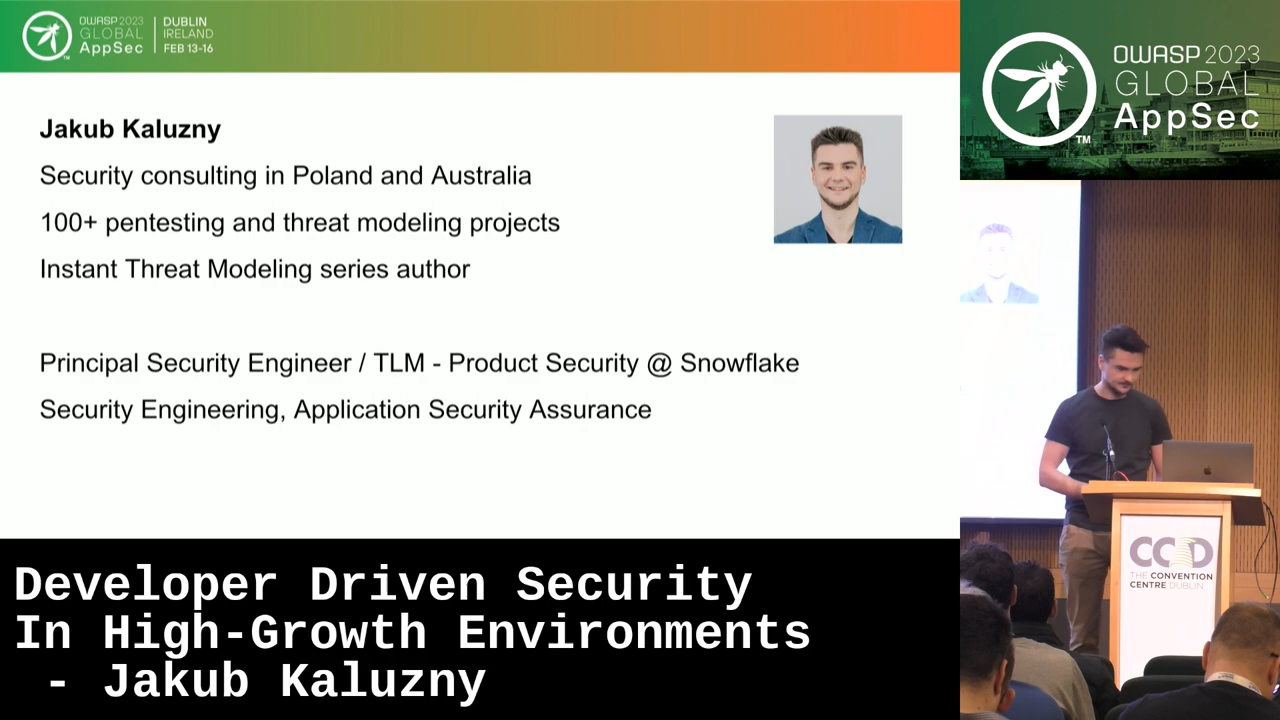 OWASP 2023
GLOBAL
AppSec
DUBLIN
IRELAND
FEB 13-16
TM
Jakub Kaluzny
Security consulting in Poland and Australia
100+ pentesting and threat modeling projects
Instant Threat Modeling series author
Principal Security Engineer / TLM - Product Security @ Snowflake
Security Engineering, Application Security Assurance
OWASP 2023
GLOBAL
AppSec
TM
CCD
THE CONVENTION
CENTRE DUBLIN
Developer Driven Security
In High-Growth Environments
- Jakub Kaluzny